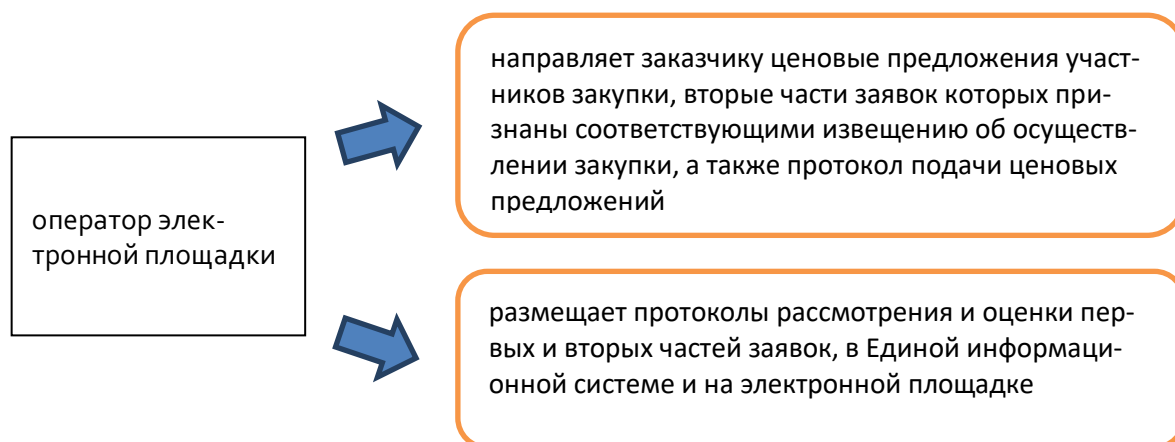 оператор элек-
тронной площадки
направляет заказчику ценовые предложения участ-
ников закупки, вторые части заявок которых при-
знаны соответствующими извещению об осуществ-
лении закупки, а также протокол подачи ценовых
предложений
размещает протоколы рассмотрения и оценки пер-
вых и вторых частей заявок, в Единой информаци-
онной системе и на электронной площадке